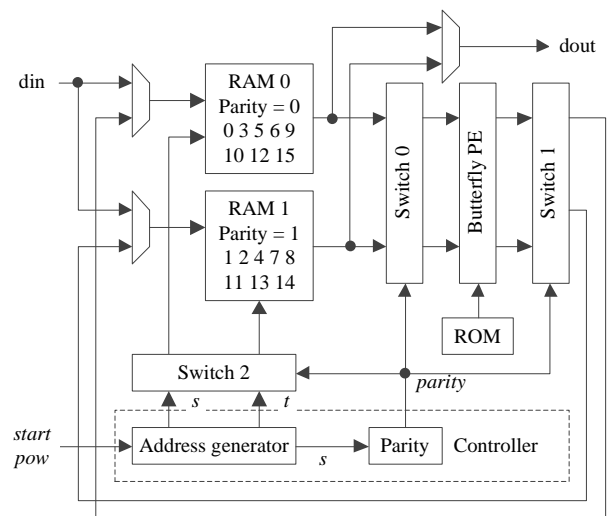 dout
din
RAM 0
Parity = 0
0 3 5 6 9
10 12 15
RAM 1
Parity = 1
1 2 4 7 8
11 13 14
Switch 0
Butterfly PE
Switch 1
ROM
Switch 2
parity
s
t
start
pow
Address generator
s
Parity
Controller